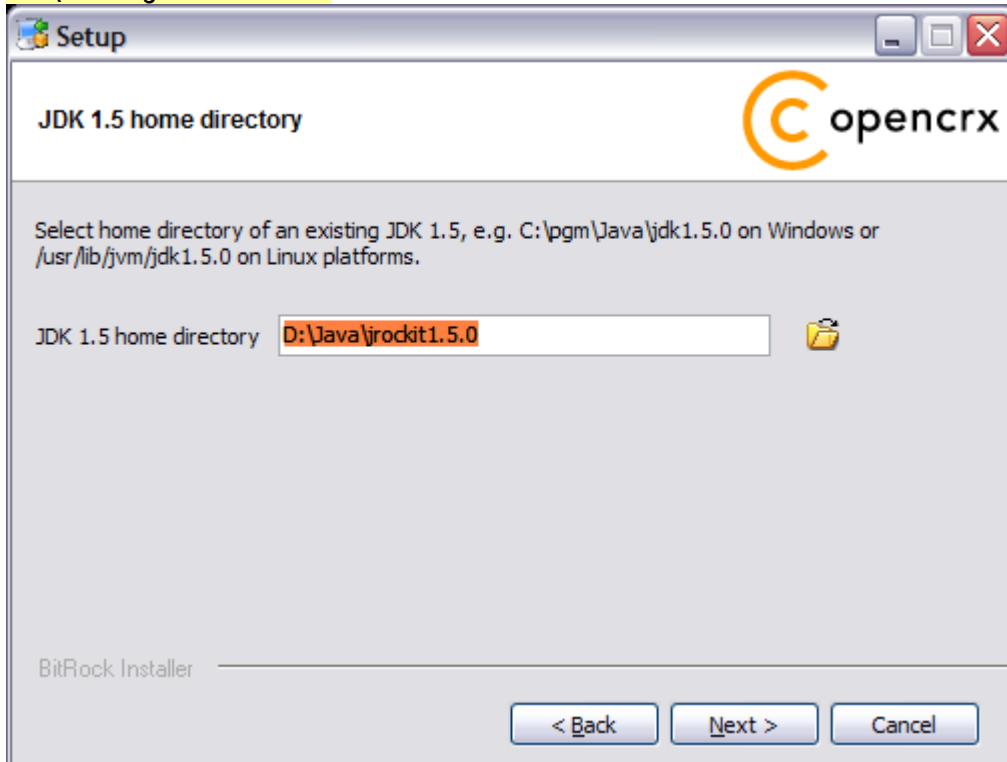 Setup
JDK 1.5 home directory
opencrx
Select home directory of an existing JDK 1.5, e.g. C:\pgm\Java\jdk1.5.0 on Windows or
/usr/lib/jvm/jdk1.5.0 on Linux platforms.
JDK 1.5 home directory D:\Java\jrockit1.5.0
BitRock Installer
< Back Next > Cancel